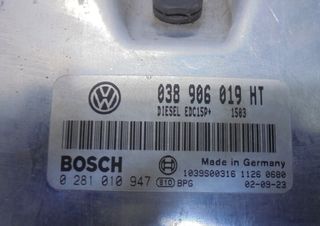 038 906 019 HT
DIESEL EDC15P+ 1503
BOSCH
Made in Germany
1039S00316 1126 0680
0 281 010 947 B10 BPG 02-09-23